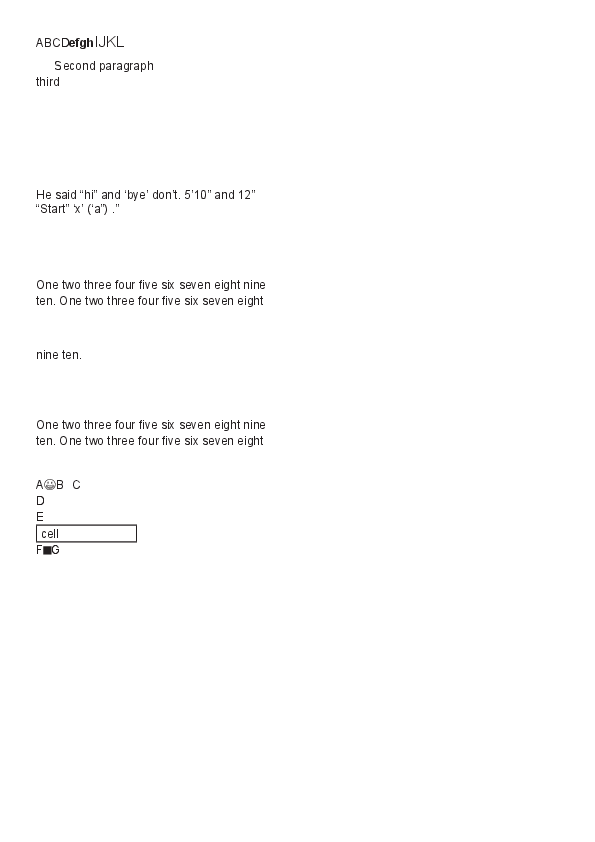 ABCDefghIJKL
Second paragraph
third
He said “hi” and ‘bye’ don’t. 5’10” and 12”
“Start” ‘x’ (‘a”) .”
One two three four five six seven eight nine
ten. One two three four five six seven eight
nine ten.
One two three four five six seven eight nine
ten. One two three four five six seven eight
A😀B C
D
E
cell
F■G